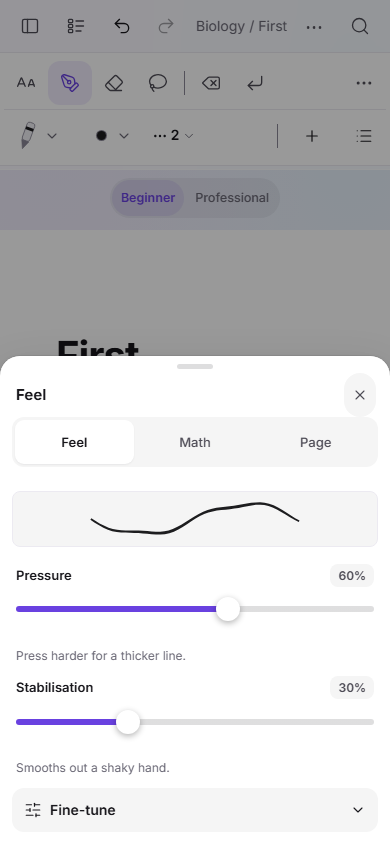 Biology / First
AA
2
Beginner Professional
First
Feel
Feel Math Page
Pressure 60%
Press harder for a thicker line.
Stabilisation 30%
Smooths out a shaky hand.
Fine-tune